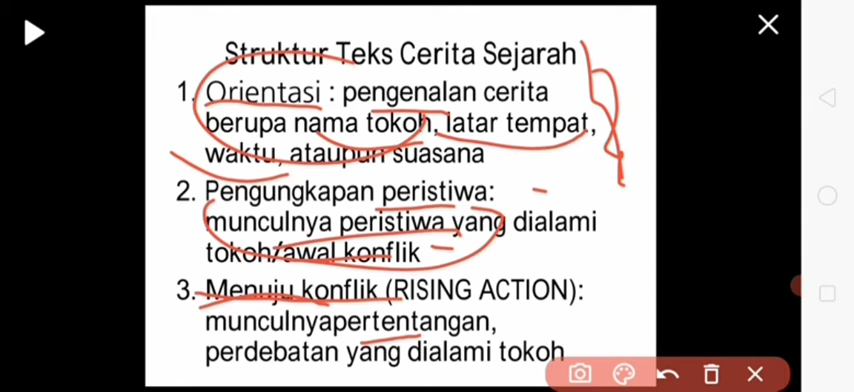 Struktur Teks Cerita Sejarah
1. Orientasi : pengenalan cerita
berupa nama tokoh, latar tempat,
waktu, ataupun suasana
2. Pengungkapan peristiwa:
munculnya peristiwa yang dialami
tokoh/awal konflik
3. Menuju konflik (RISING ACTION):
munculnyapertentangan,
perdebatan yang dialami tokoh